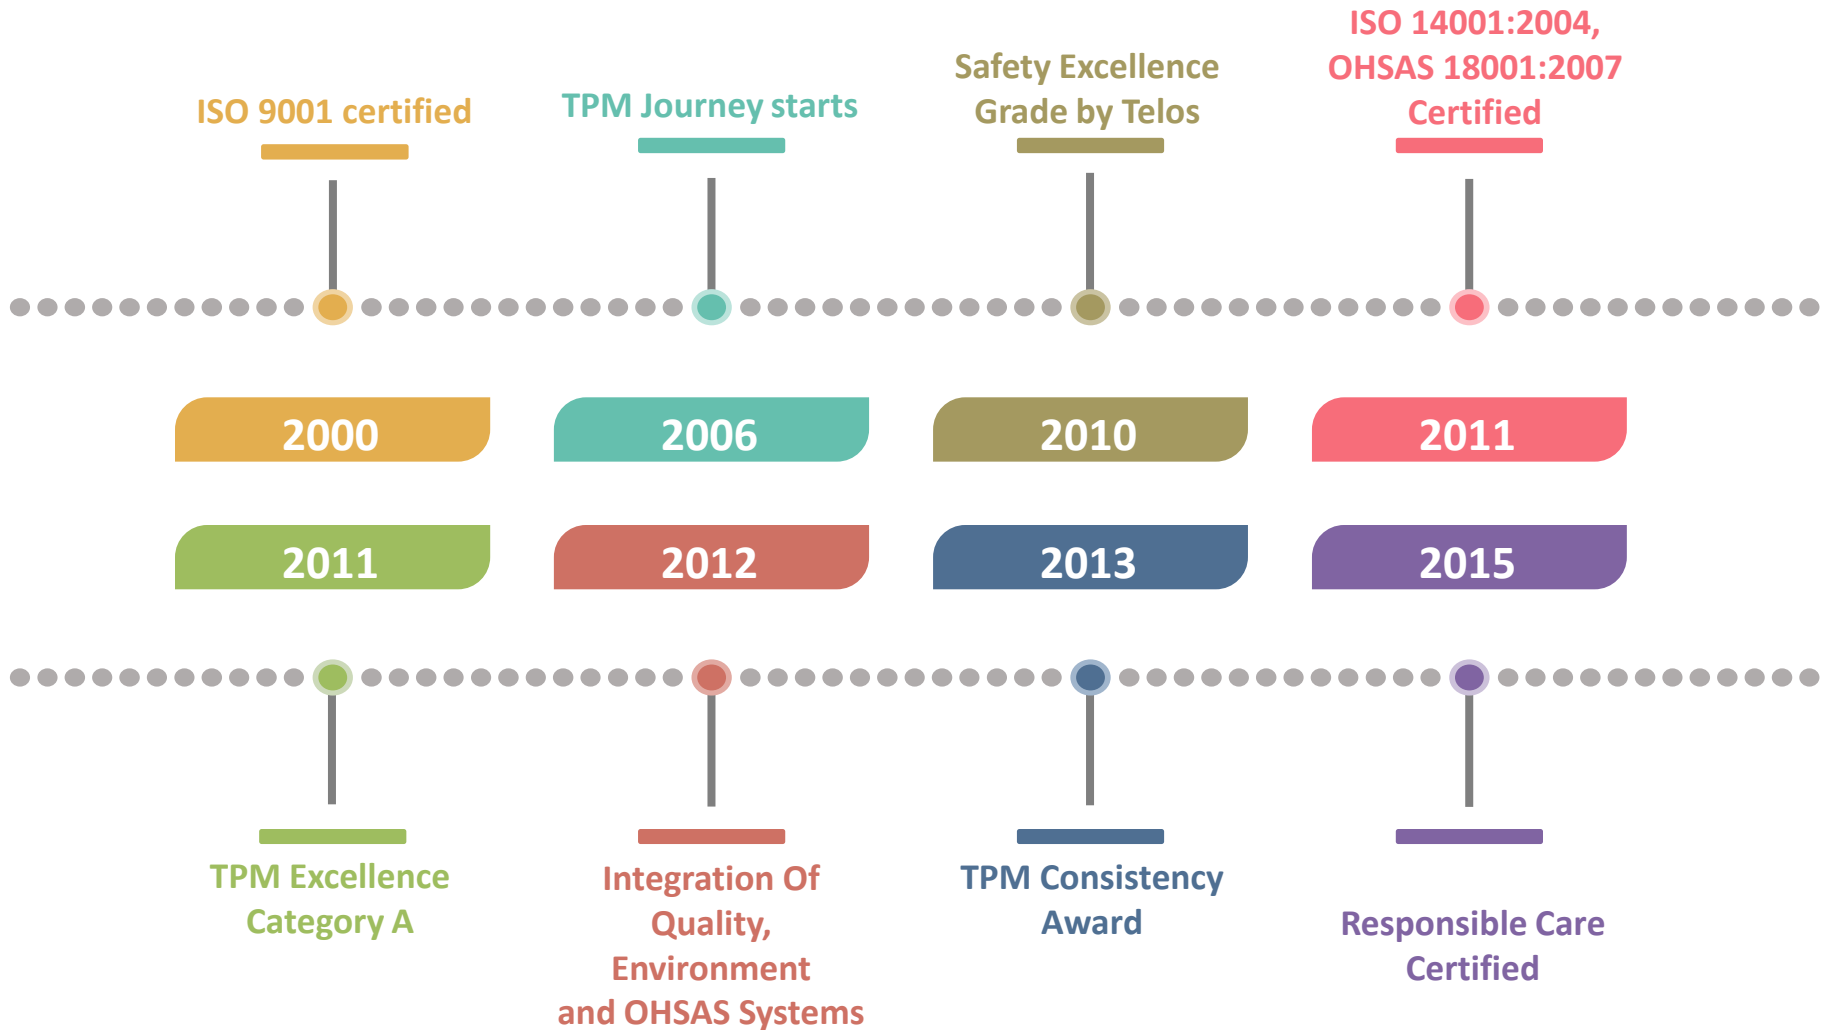 ISO 9001 certified
TPM Journey starts
Safety Excellence
Grade by Telos
ISO 14001:2004,
OHSAS 18001:2007
Certified
2000
2006
2010
2011
2011
2012
2013
2015
TPM Excellence
Category A
Integration Of
Quality,
Environment
and OHSAS Systems
TPM Consistency
Award
Responsible Care
Certified